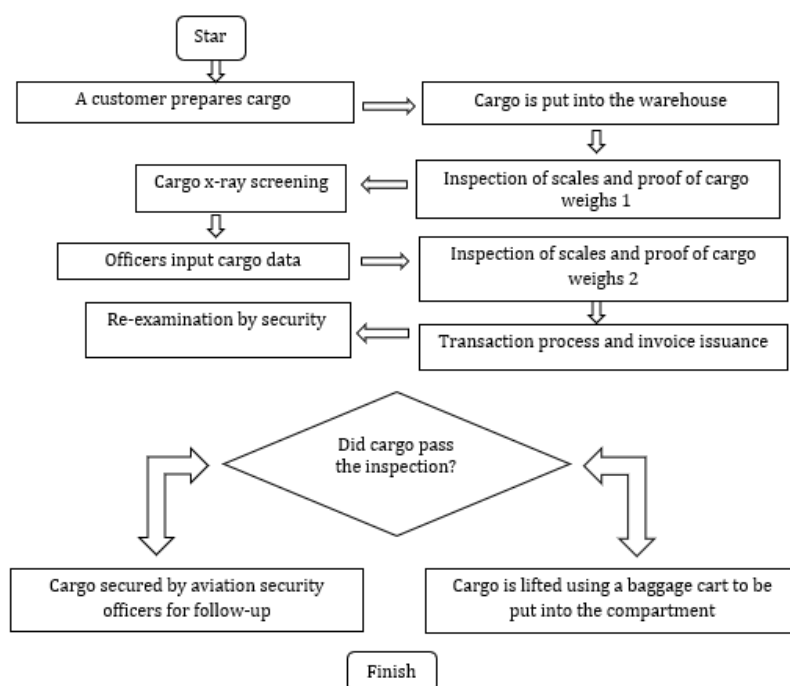 Star
A customer prepares cargo
Cargo is put into the warehouse
Inspection of scales and proof of cargo
weighs 1
Cargo x-ray screening
Officers input cargo data
Inspection of scales and proof of cargo
weighs 2
Transaction process and invoice issuance
Re-examination by security
Did cargo pass
the inspection?
Cargo secured by aviation security
officers for follow-up
Cargo is lifted using a baggage cart to be
put into the compartment
Finish